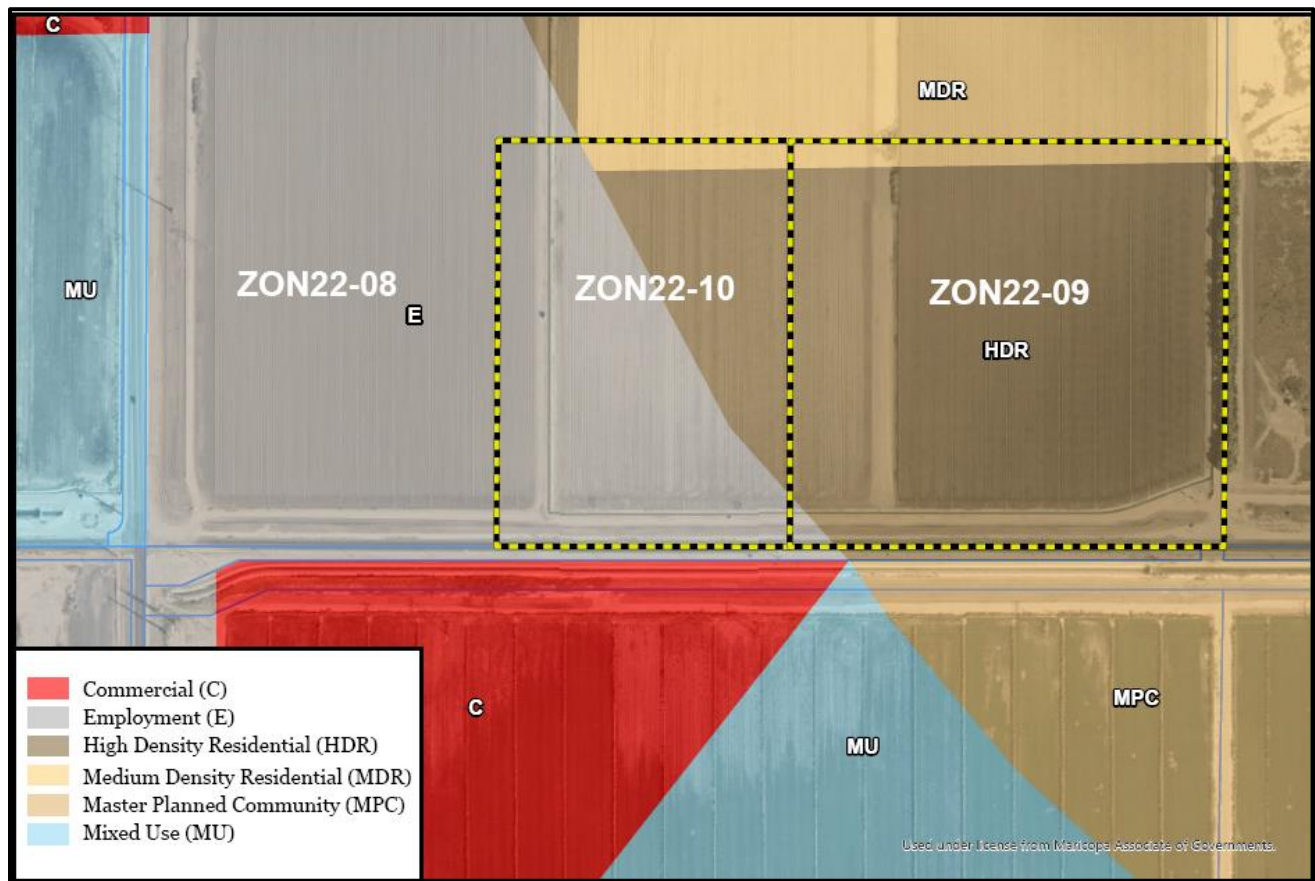 C
MDR
ZON22-08
ZON22-10
ZON22-09
MU
E
HDR
Commercial (C)
Employment (E)
High Density Residential (HDR)
Medium Density Residential (MDR)
Master Planned Community (MPC)
Mixed Use (MU)
C
MU
MPC
Used under license from Maricopa Associate of Governments.